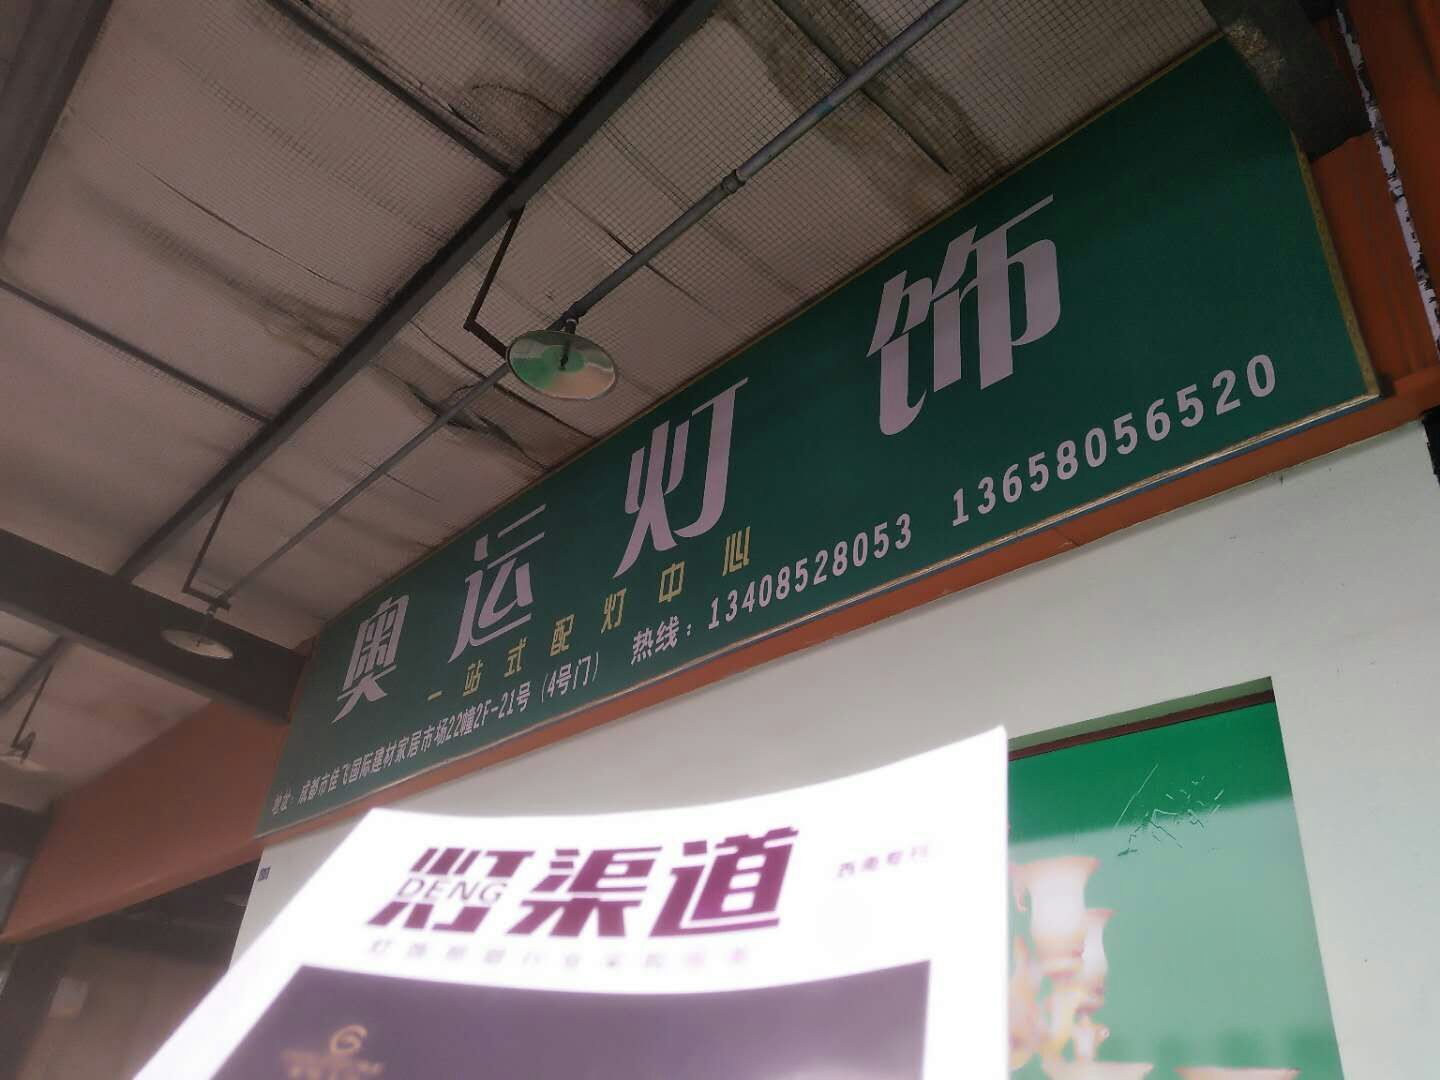 奥运灯饰
一站式配灯中心
地址：成都市佳飞国际建材家居市场22幢2F-21号（4号门） 热线：13408528053 13658056520
灯渠道
DENG
西南专刊